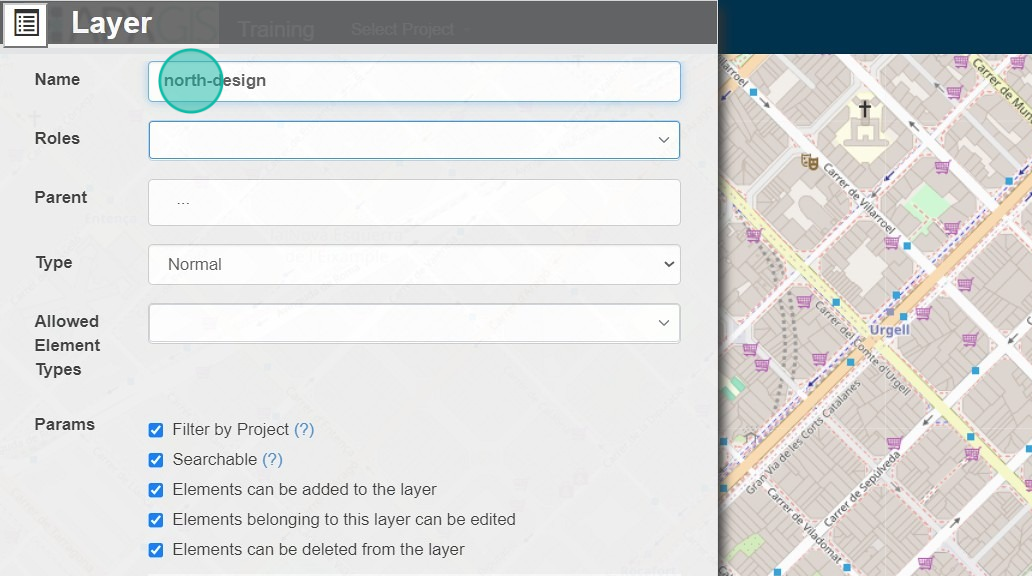 Layer
APXGIS
Training
Select Project
Name
north-design
Roles
Parent
...
Type
Normal
Allowed
Element
Types
Params
Filter by Project (?)
Searchable (?)
Elements can be added to the layer
Elements belonging to this layer can be edited
Elements can be deleted from the layer
Carrer de Villarroel
Urgell
Carrer del Comte d'Urgell
Gran Via de les Corts Catalanes
Carrer de Sepúlveda
Carrer de Viladomat